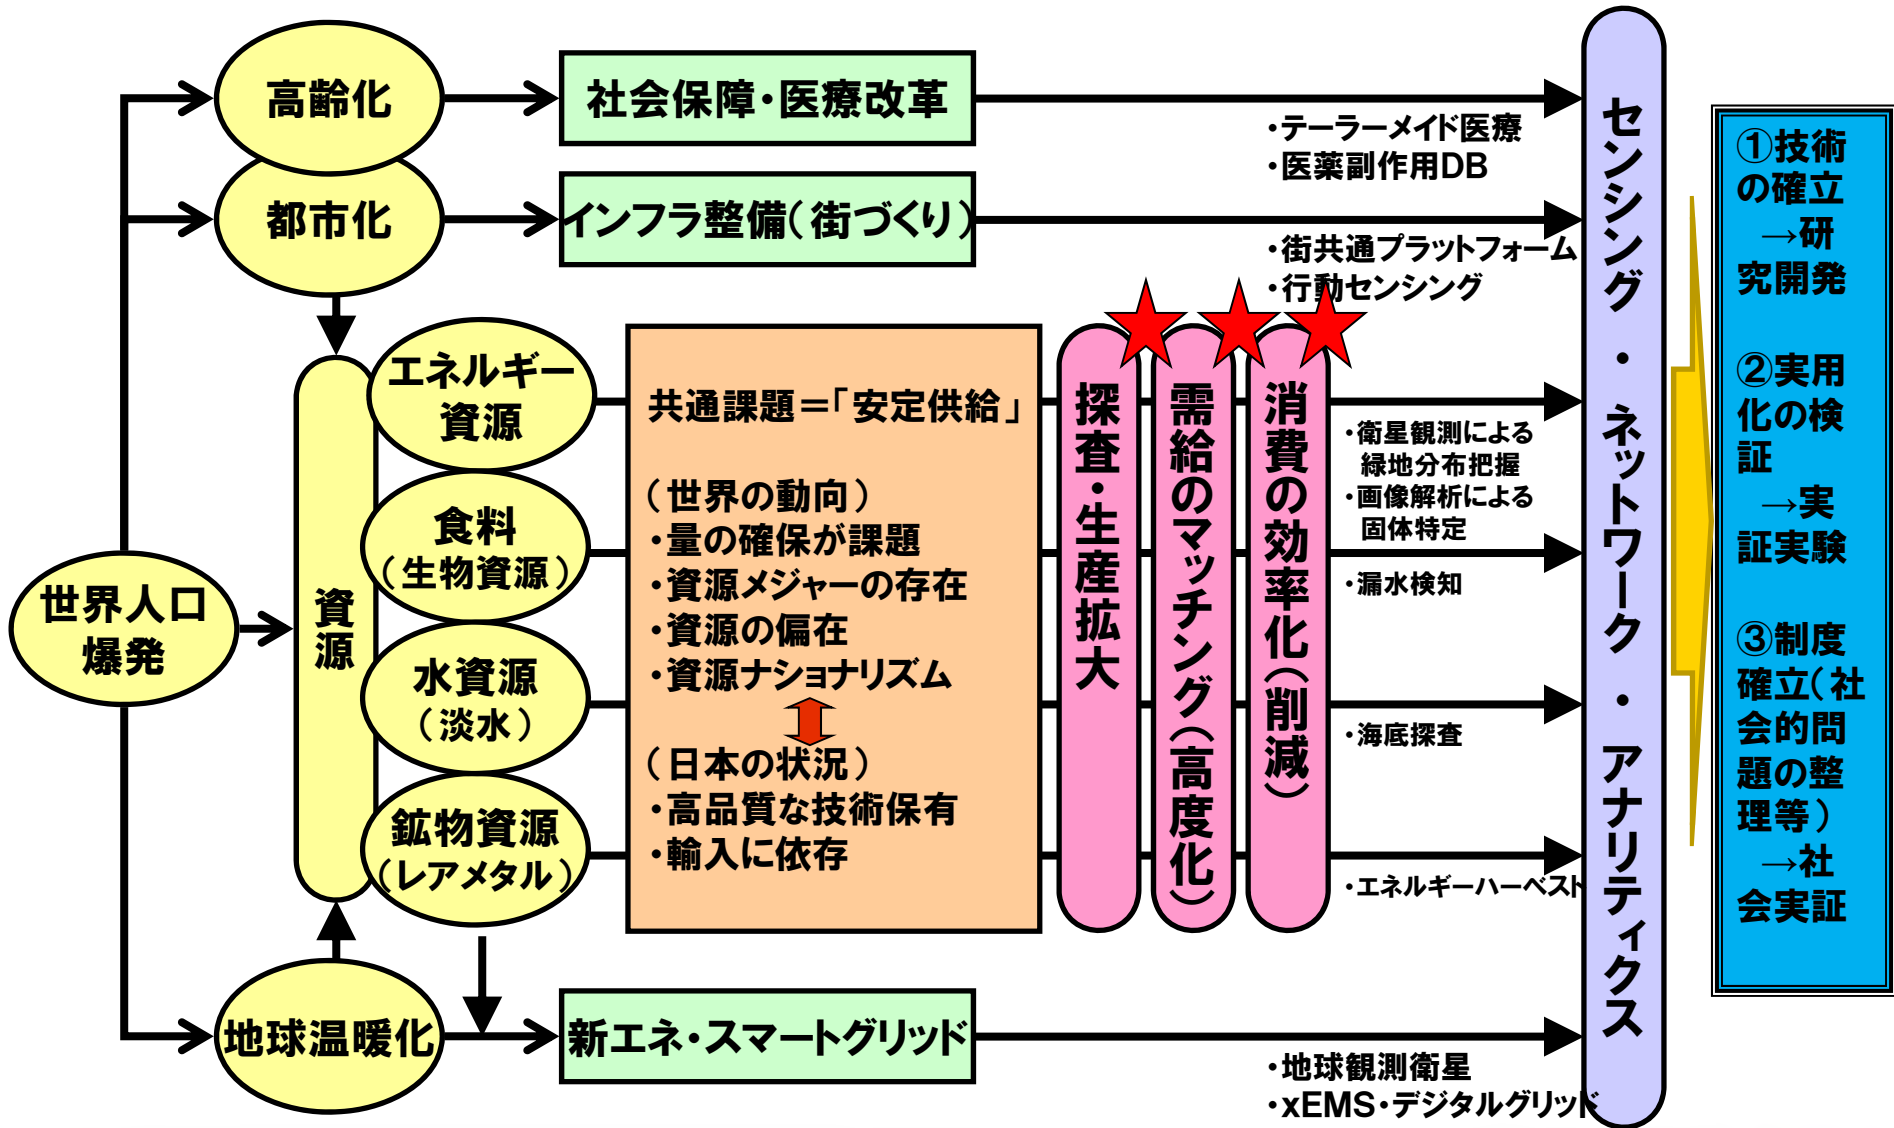 高齢化
社会保障・医療改革
・テーラーメイド医療
・医薬副作用DB
都市化
インフラ整備（街づくり）
・街共通プラットフォーム
・行動センシング
世界人口
爆発
資源
エネルギー
資源
食料
（生物資源）
水資源
（淡水）
鉱物資源
（レアメタル）
共通課題＝「安定供給」
（世界の動向）
・量の確保が課題
・資源メジャーの存在
・資源の偏在
・資源ナショナリズム
（日本の状況）
・高品質な技術保有
・輸入に依存
探査・生産拡大
需給のマッチング（高度化）
消費の効率化（削減）
・衛星観測による
緑地分布把握
・画像解析による
固体特定
・漏水検知
・海底探査
・エネルギーハーベスト
地球温暖化
新エネ・スマートグリッド
・地球観測衛星
・xEMS・デジタルグリッド
センシング・ネットワーク・アナリティクス
①技術
の確立
→研
究開発
②実用
化の検
証
→実
証実験
③制度
確立（社
会的問
題の整
理等）
→社
会実証